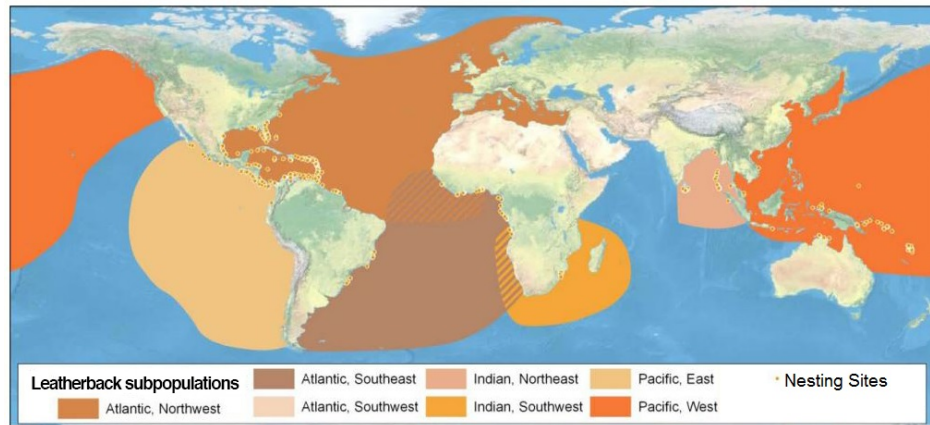 Leatherback subpopulations
Atlantic, Northwest
Atlantic, Southeast
Atlantic, Southwest
Indian, Northeast
Indian, Southwest
Pacific, East
Pacific, West
Nesting Sites